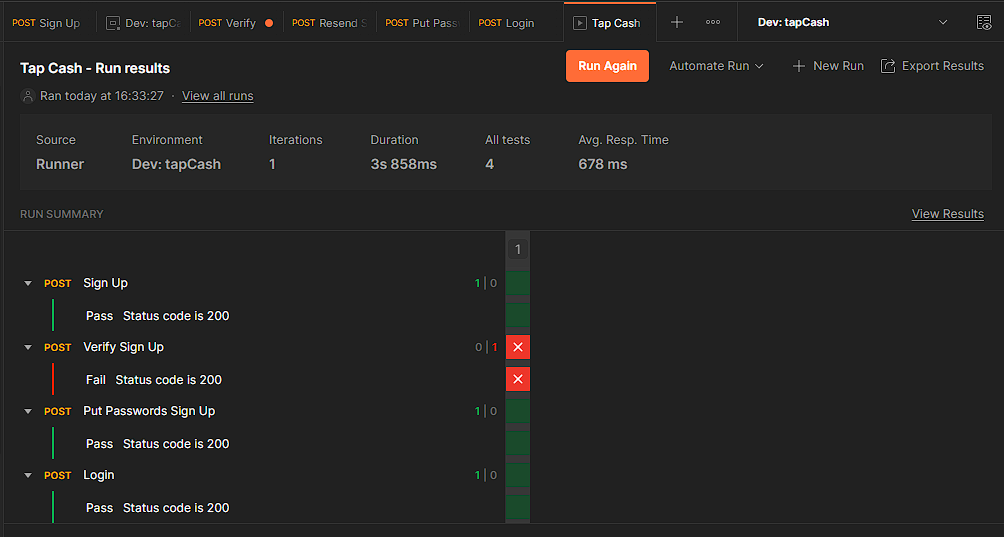 POST Sign Up Dev: tapCa POST Verify POST Resend S POST Put Pass POST Login Tap Cash Dev: tapCash
Tap Cash - Run results Run Again Automate Run New Run Export Results
Ran today at 16:33:27 · View all runs
Source Environment Iterations Duration All tests Avg. Resp. Time
Runner Dev: tapCash 1 3s 858ms 4 678 ms
RUN SUMMARY View Results
1
POST Sign Up 1 | 0
Pass Status code is 200
POST Verify Sign Up 0 | 1
Fail Status code is 200
POST Put Passwords Sign Up 1 | 0
Pass Status code is 200
POST Login 1 | 0
Pass Status code is 200